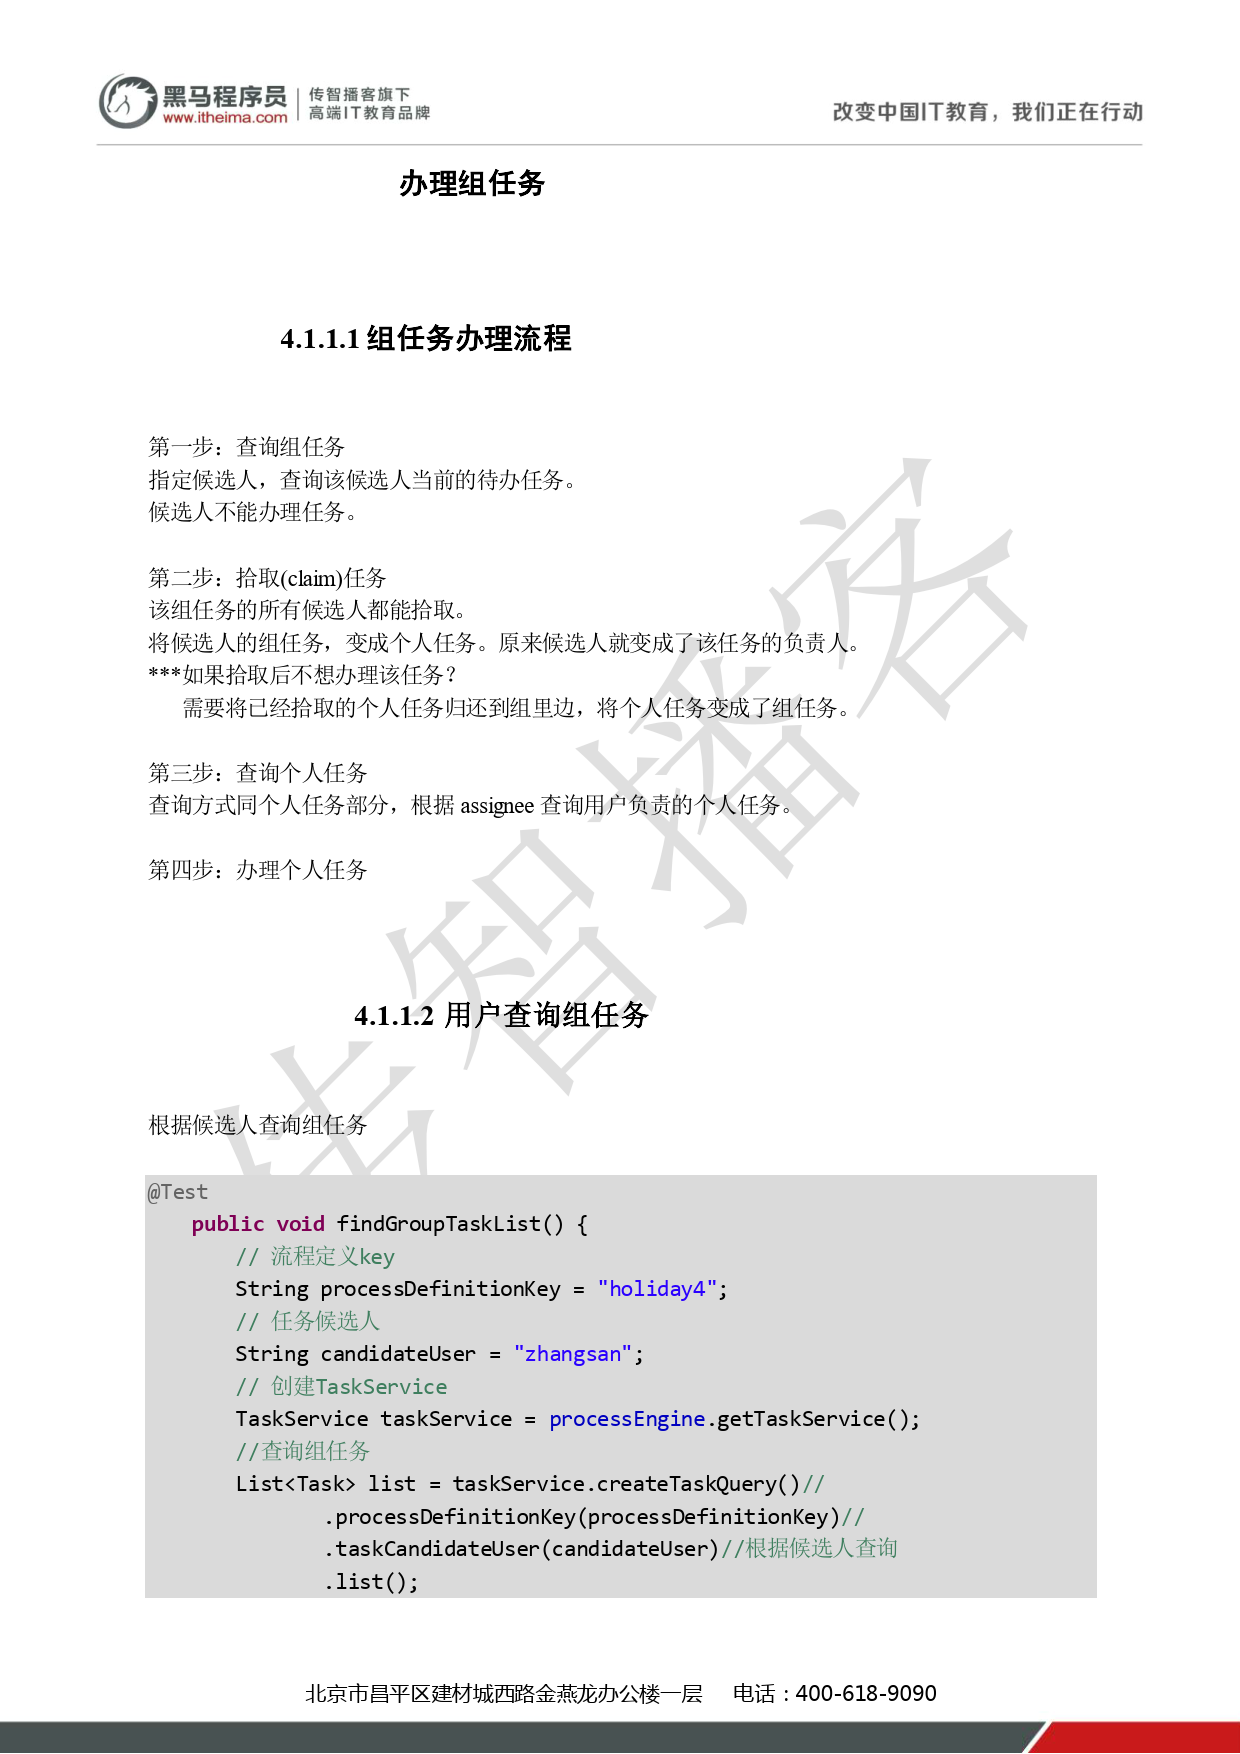 黑马程序员
www.itheima.com
传智播客旗下
高端IT教育品牌
改变中国IT教育，我们正在行动
办理组任务
4.1.1.1 组任务办理流程
第一步：查询组任务
指定候选人，查询该候选人当前的待办任务。
候选人不能办理任务。
第二步：拾取(claim)任务
该组任务的所有候选人都能拾取。
将候选人的组任务，变成个人任务。原来候选人就变成了该任务的负责人。
***如果拾取后不想办理该任务？
需要将已经拾取的个人任务归还到组里边，将个人任务变成了组任务。
第三步：查询个人任务
查询方式同个人任务部分，根据 assignee 查询用户负责的个人任务。
第四步：办理个人任务
4.1.1.2 用户查询组任务
根据候选人查询组任务
@Test
public void findGroupTaskList() {
// 流程定义key
String processDefinitionKey = "holiday4";
// 任务候选人
String candidateUser = "zhangsan";
// 创建TaskService
TaskService taskService = processEngine.getTaskService();
//查询组任务
List<Task> list = taskService.createTaskQuery()//
.processDefinitionKey(processDefinitionKey)//
.taskCandidateUser(candidateUser)//根据候选人查询
.list();
传智播客
北京市昌平区建材城西路金燕龙办公楼一层 电话：400-618-9090